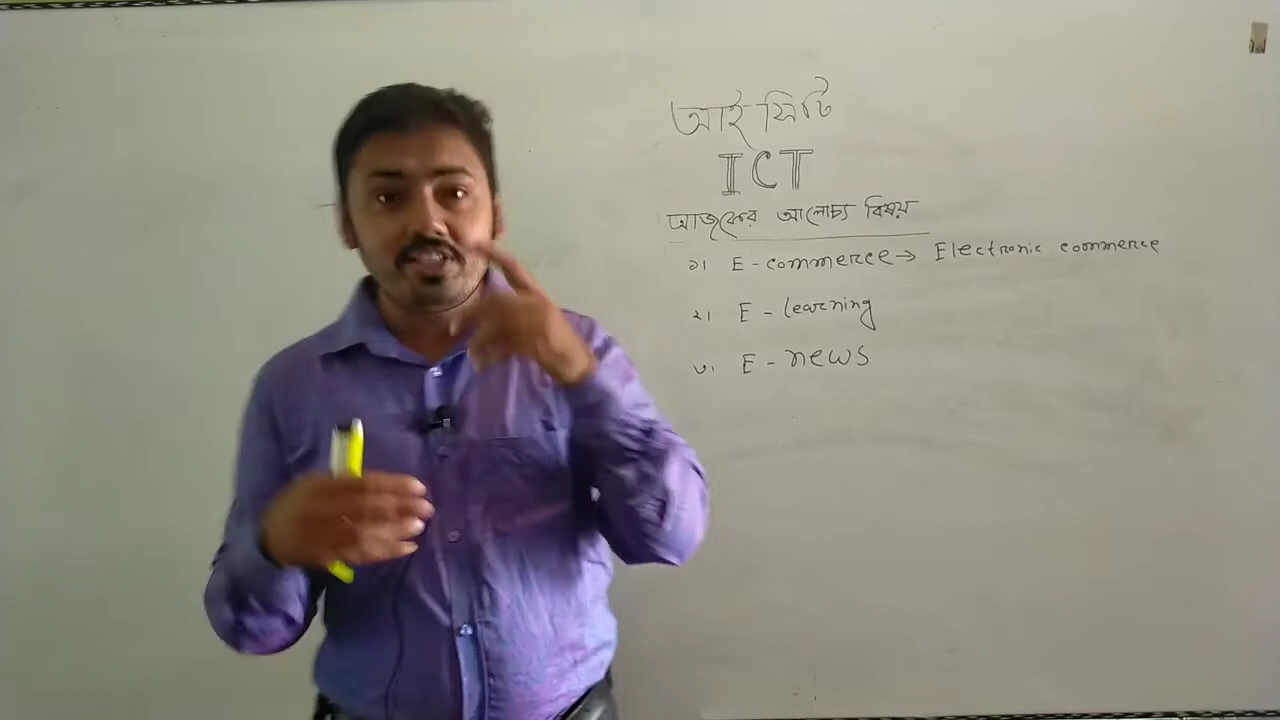 আইসিটি
ICT
আজকের আলোচ্য বিষয়
১। E-commerce→ Electronic commerce
২। E-learning
৩। E-news